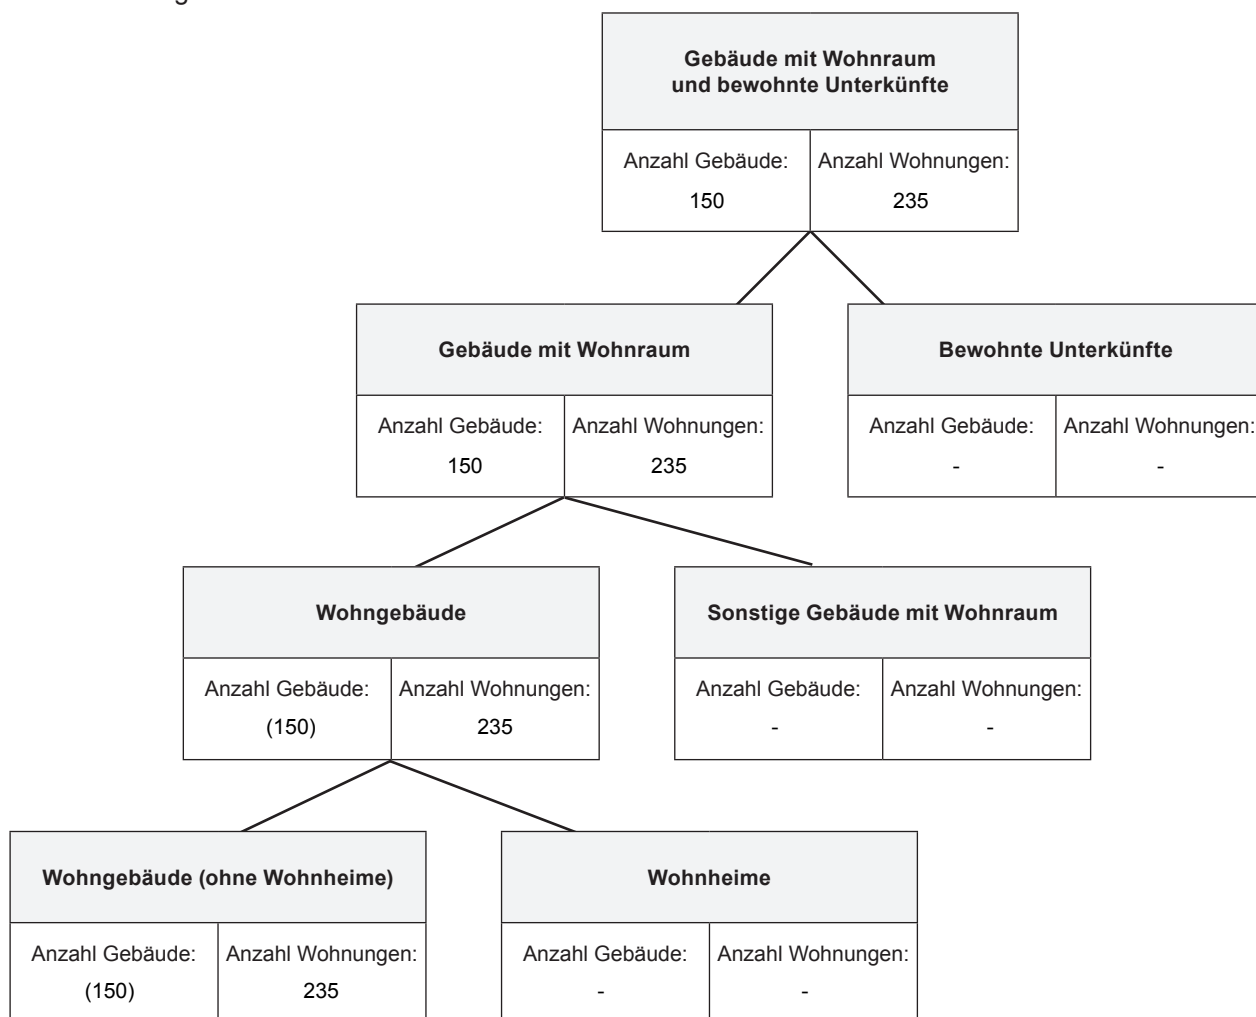 Gebäude mit Wohnraum
und bewohnte Unterkünfte
Anzahl Gebäude: Anzahl Wohnungen:
150 235
Gebäude mit Wohnraum
Anzahl Gebäude: Anzahl Wohnungen:
150 235
Bewohnte Unterkünfte
Anzahl Gebäude: Anzahl Wohnungen:
- -
Wohngebäude
Anzahl Gebäude: Anzahl Wohnungen:
(150) 235
Sonstige Gebäude mit Wohnraum
Anzahl Gebäude: Anzahl Wohnungen:
- -
Wohngebäude (ohne Wohnheime)
Anzahl Gebäude: Anzahl Wohnungen:
(150) 235
Wohnheime
Anzahl Gebäude: Anzahl Wohnungen:
- -